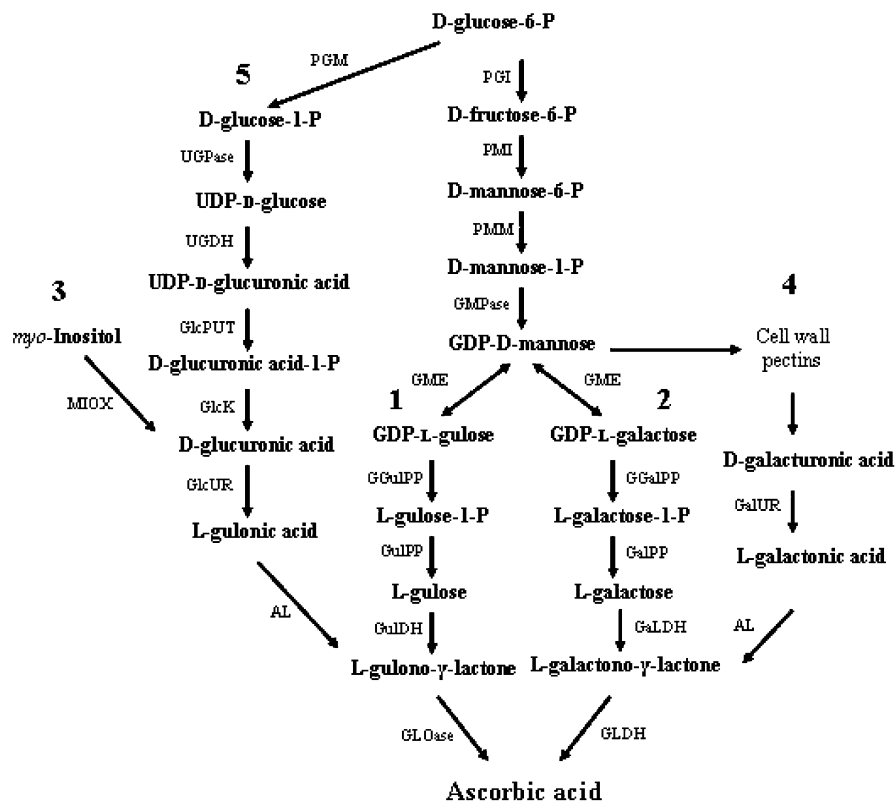 D-glucose-6-P
PGM
5
PGI
D-glucose-1-P
D-fructose-6-P
UGPase
PMI
UDP-D-glucose
D-mannose-6-P
UGDH
PMM
UDP-D-glucuronic acid
D-mannose-1-P
3
4
GlcPUT
GMPase
myo-Inositol
GDP-D-mannose
Cell wall
pectins
D-glucuronic acid-1-P
GME
GME
MIOX
GlcK
1
2
D-glucuronic acid
GDP-L-gulose
GDP-L-galactose
D-galacturonic acid
GlcUR
GGulPP
GGalPP
GalUR
L-gulonic acid
L-gulose-1-P
L-galactose-1-P
L-galactonic acid
GulPP
GalPP
L-gulose
L-galactose
AL
GulDH
GaLDH
AL
L-gulono-γ-lactone
L-galactono-γ-lactone
GLOase
GLDH
Ascorbic acid